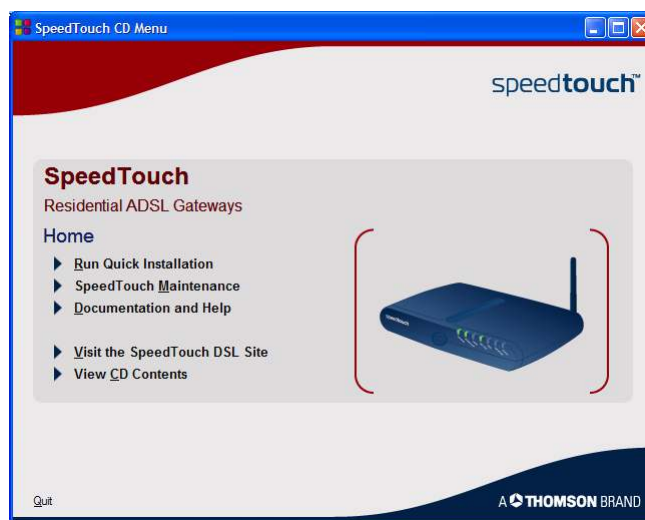 SpeedTouch CD Menu
speedtouch™
SpeedTouch
Residential ADSL Gateways
Home
Run Quick Installation
SpeedTouch Maintenance
Documentation and Help
Visit the SpeedTouch DSL Site
View CD Contents
speedtouch
Quit
A THOMSON BRAND